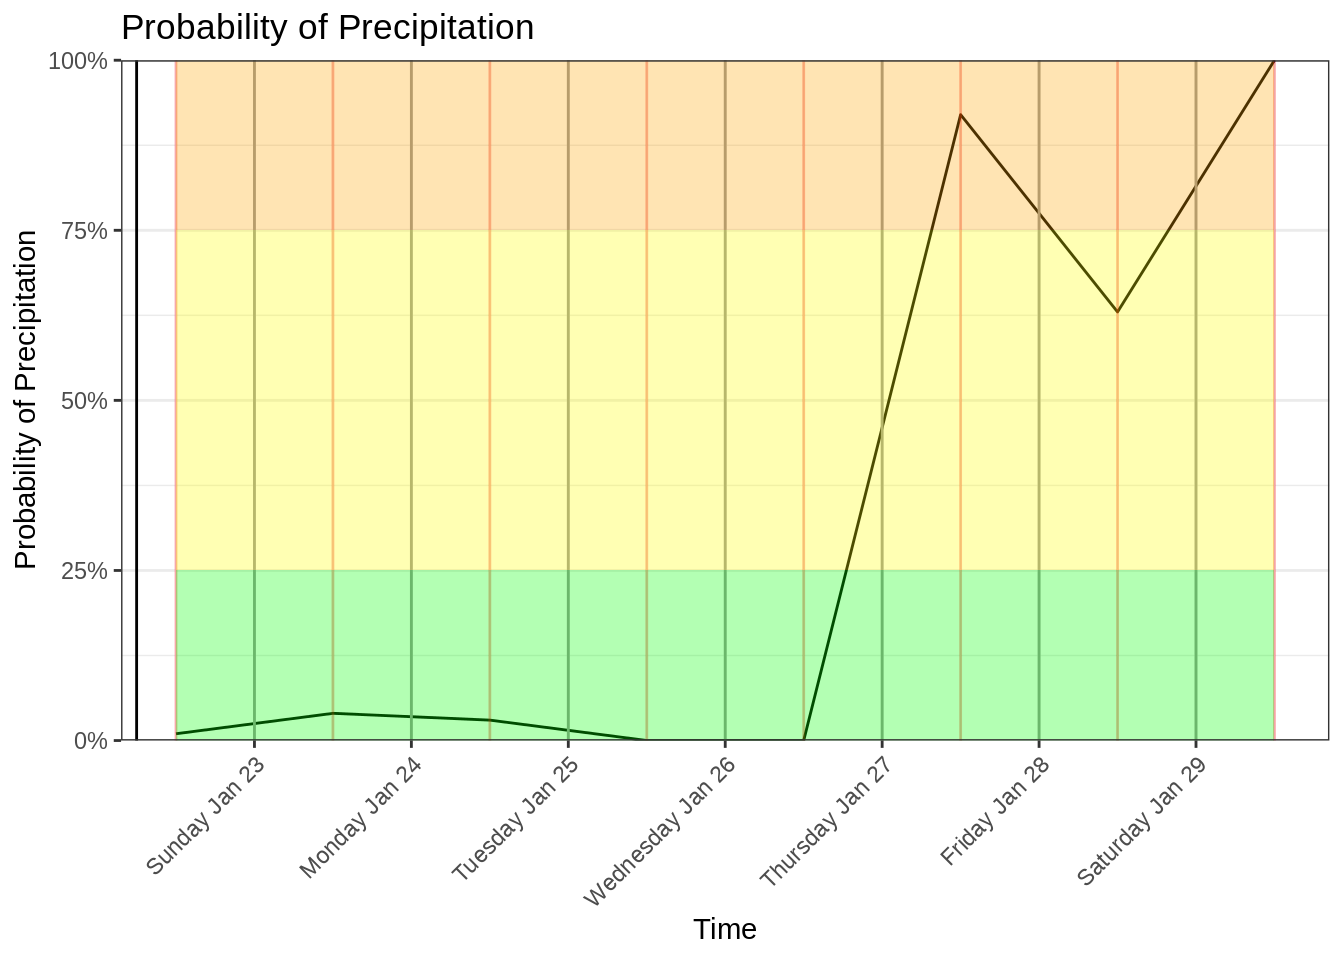 Probability of Precipitation
Probability of Precipitation
100%
75%
50%
25%
0%
Sunday Jan 23
Monday Jan 24
Tuesday Jan 25
Wednesday Jan 26
Thursday Jan 27
Friday Jan 28
Saturday Jan 29
Time